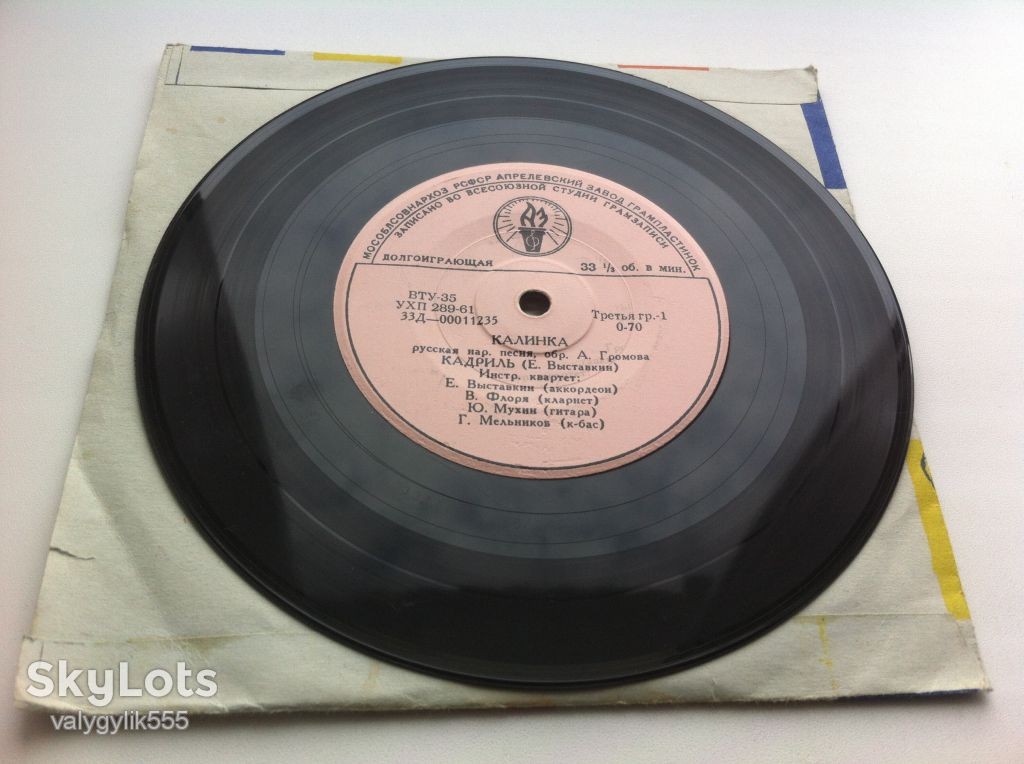 МОСОБЛСОВНАРХОЗ РСФСР АПРЕЛЕВСКИЙ ЗАВОД ГРАМПЛАСТИНОК
ЗАПИСАНО ВО ВСЕСОЮЗНОЙ СТУДИИ ГРАМЗАПИСИ
АЗ
ДОЛГОИГРАЮЩАЯ 33 ⅓ об. в мин.
ВТУ-35
УХП 289-61
33Д—00011235
Третья гр.-1
0-70
КАЛИНКА
русская нар. песня, обр. А. Громова
КАДРИЛЬ (Е. Выставкин)
Инстр. квартет:
Е. Выставкин (аккордеон)
В. Флоря (кларнет)
Ю. Мухин (гитара)
Г. Мельников (к-бас)
SkyLots
valygylik555